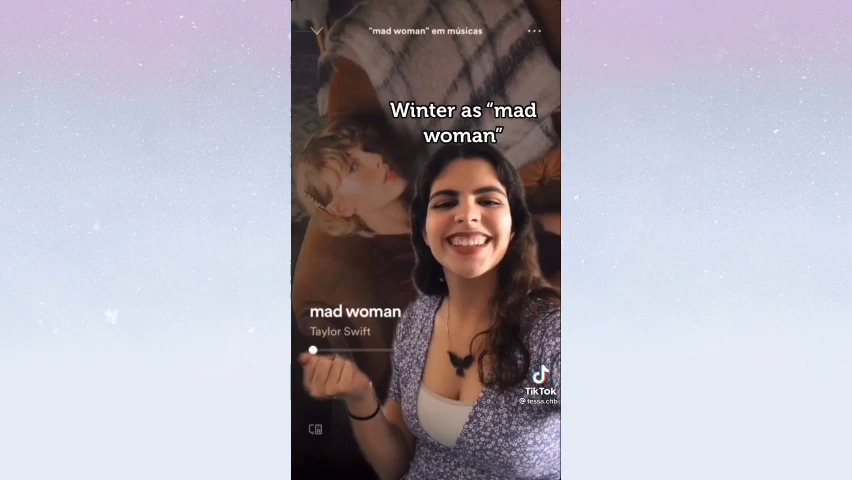 "mad woman" em músicas
Winter as “mad
woman”
mad woman
Taylor Swift
TikTok
@tessa.chb